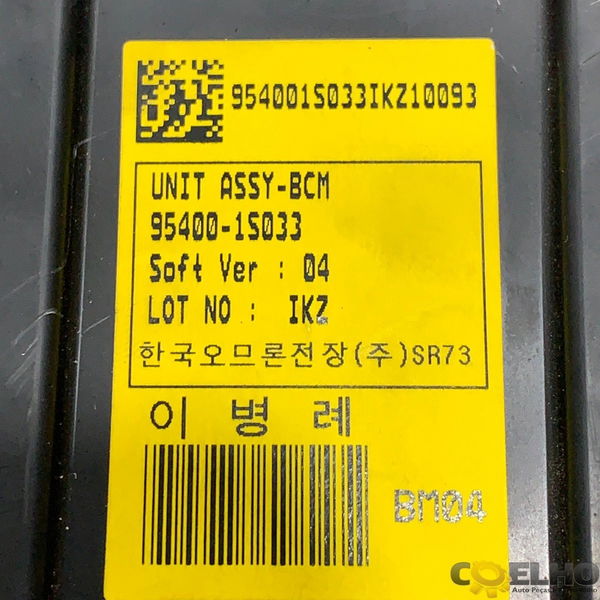 954001S033IKZ10093
UNIT ASSY-BCM
95400-1S033
Soft Ver : 04
LOT NO : IKZ
한국오므론전장(주)SR73
이 병 례
BM04
COELHO